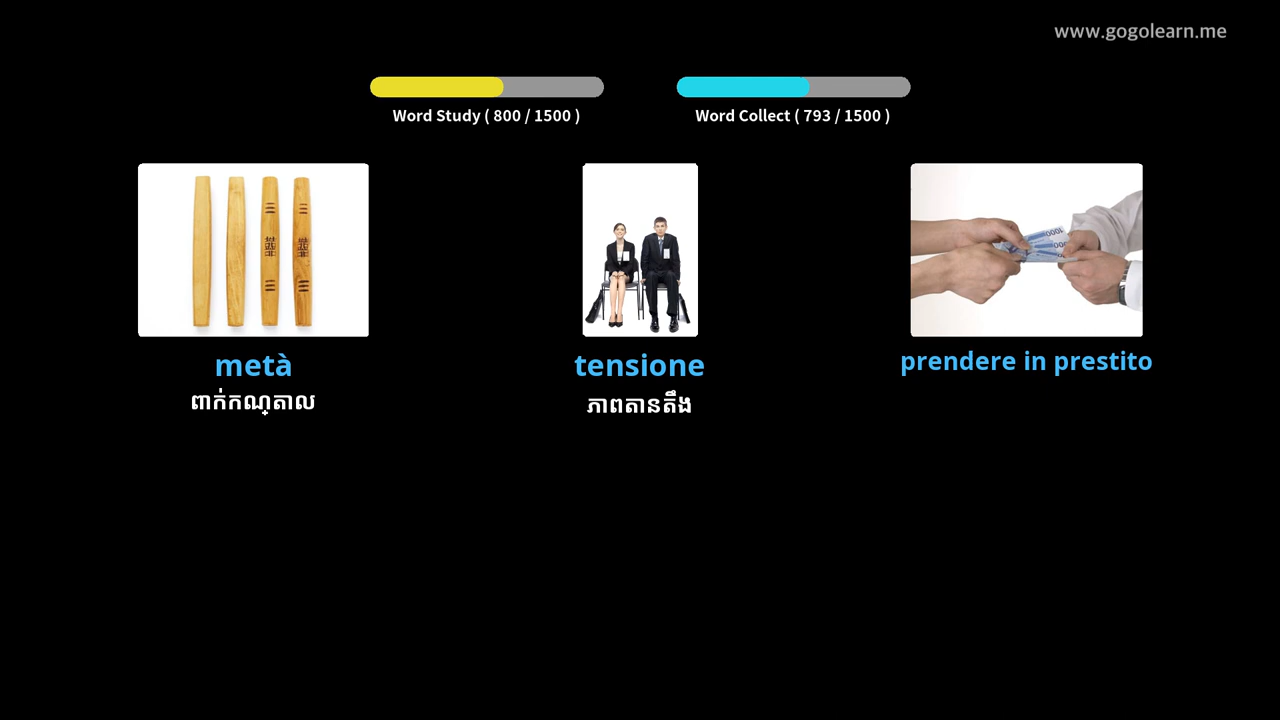 www.gogolearn.me
Word Study ( 800 / 1500 )
Word Collect ( 793 / 1500 )
metà
ពាក់កណ្តាល
tensione
ភាពតានតឹង
prendere in prestito